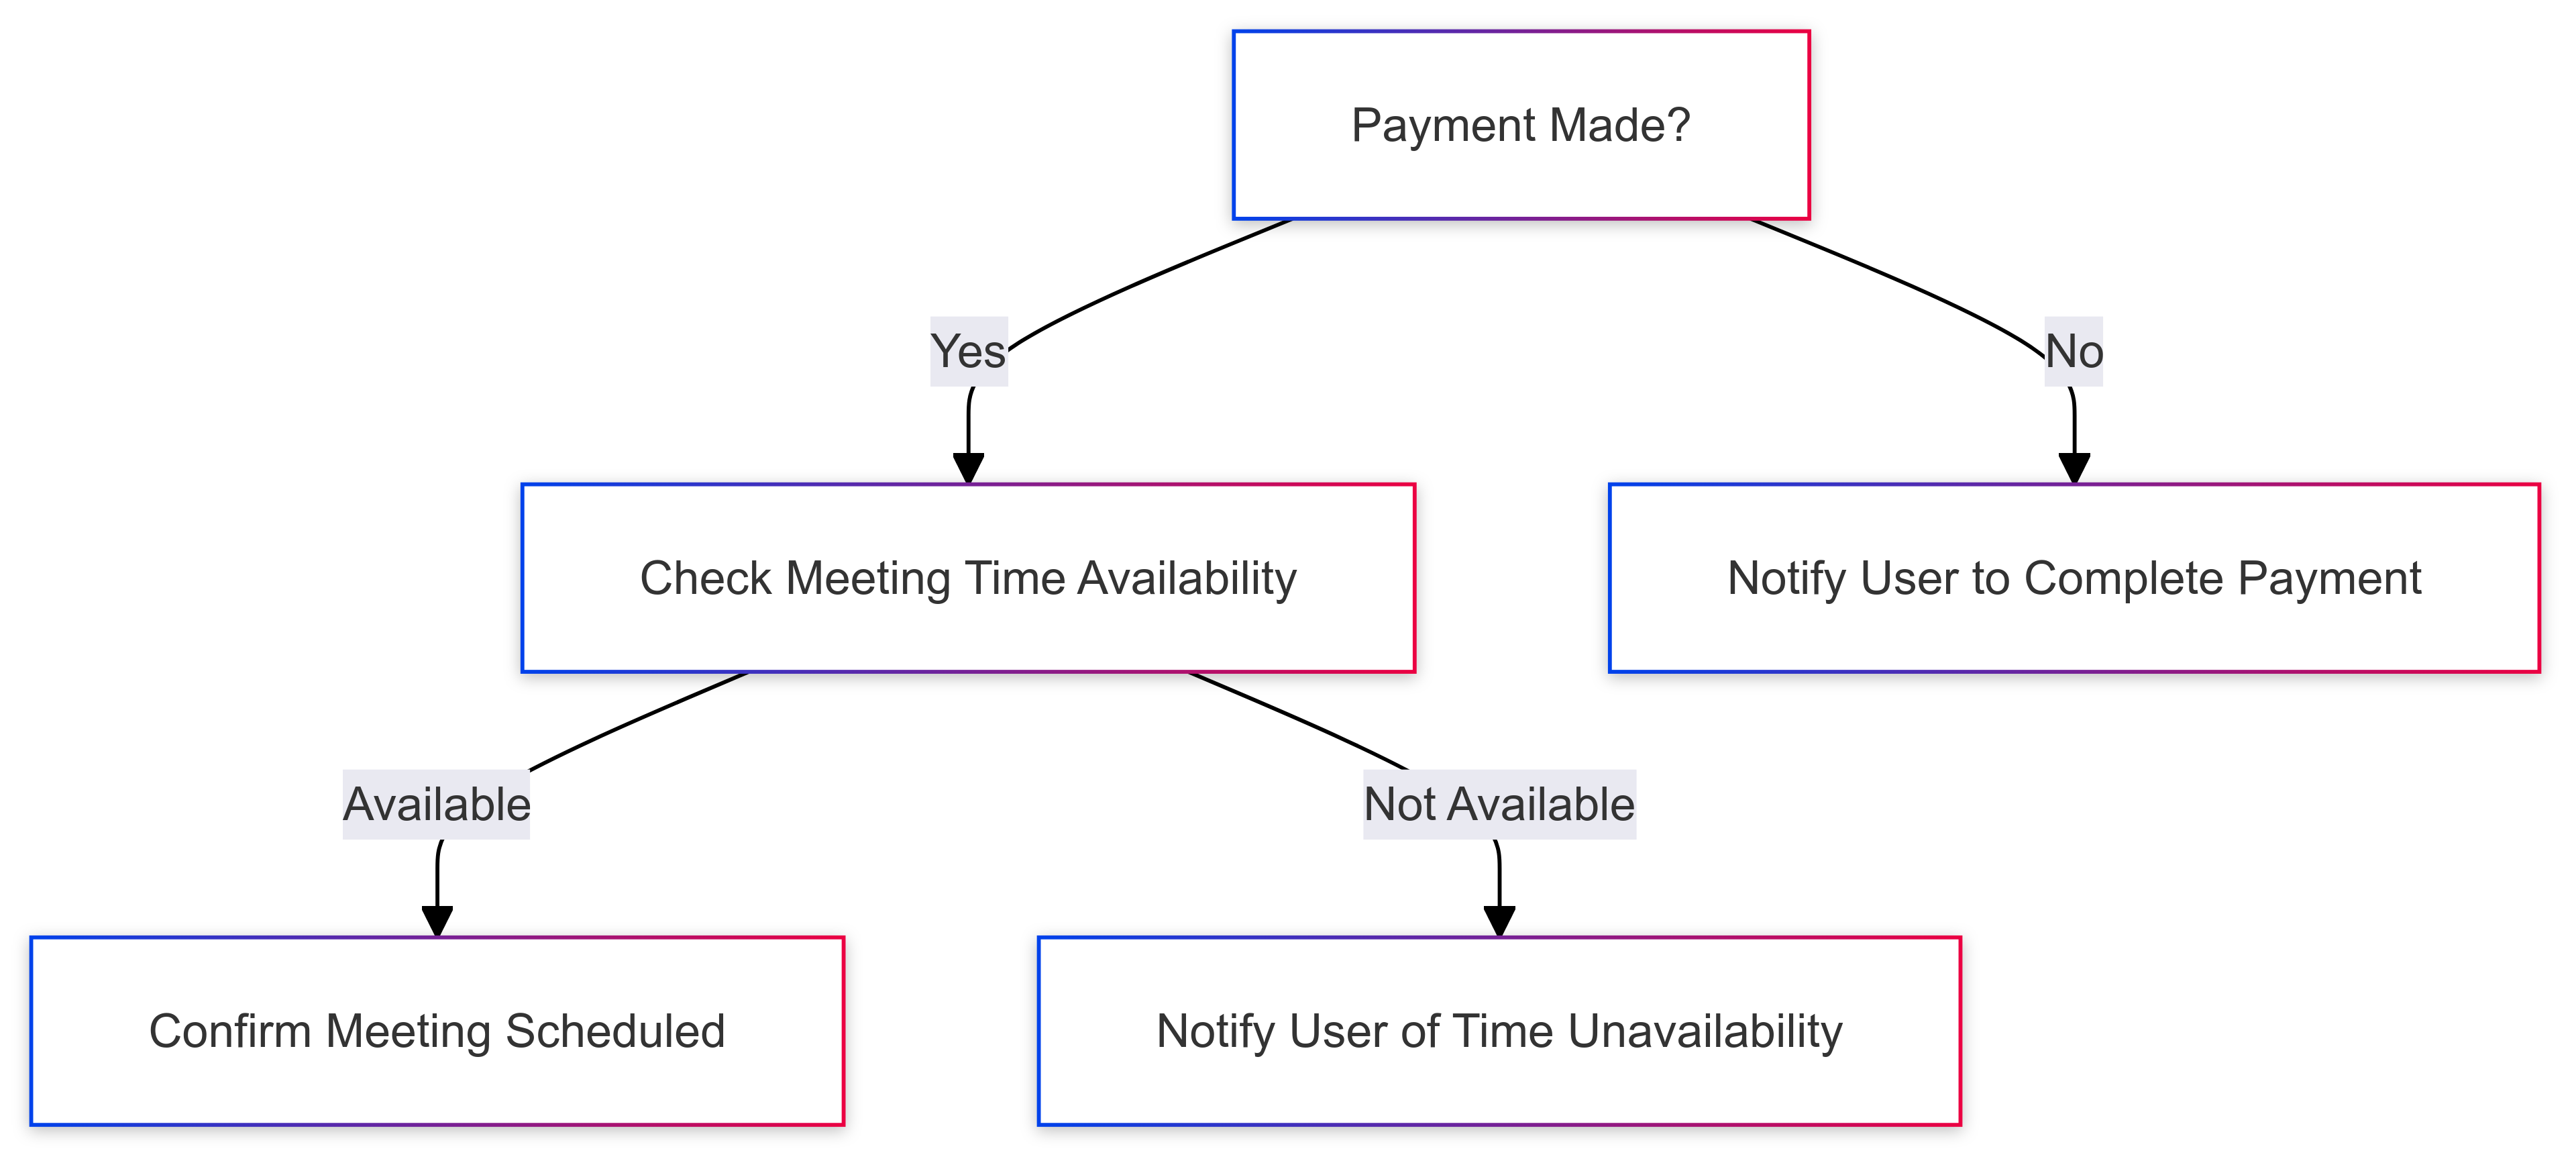 Payment Made?
Yes
No
Check Meeting Time Availability
Notify User to Complete Payment
Available
Not Available
Confirm Meeting Scheduled
Notify User of Time Unavailability